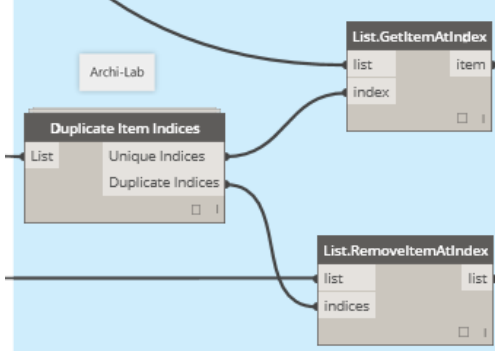 List.GetItemAtIndex
list item
index
Archi-Lab
Duplicate Item Indices
List Unique Indices
Duplicate Indices
List.RemoveItemAtIndex
list list
indices